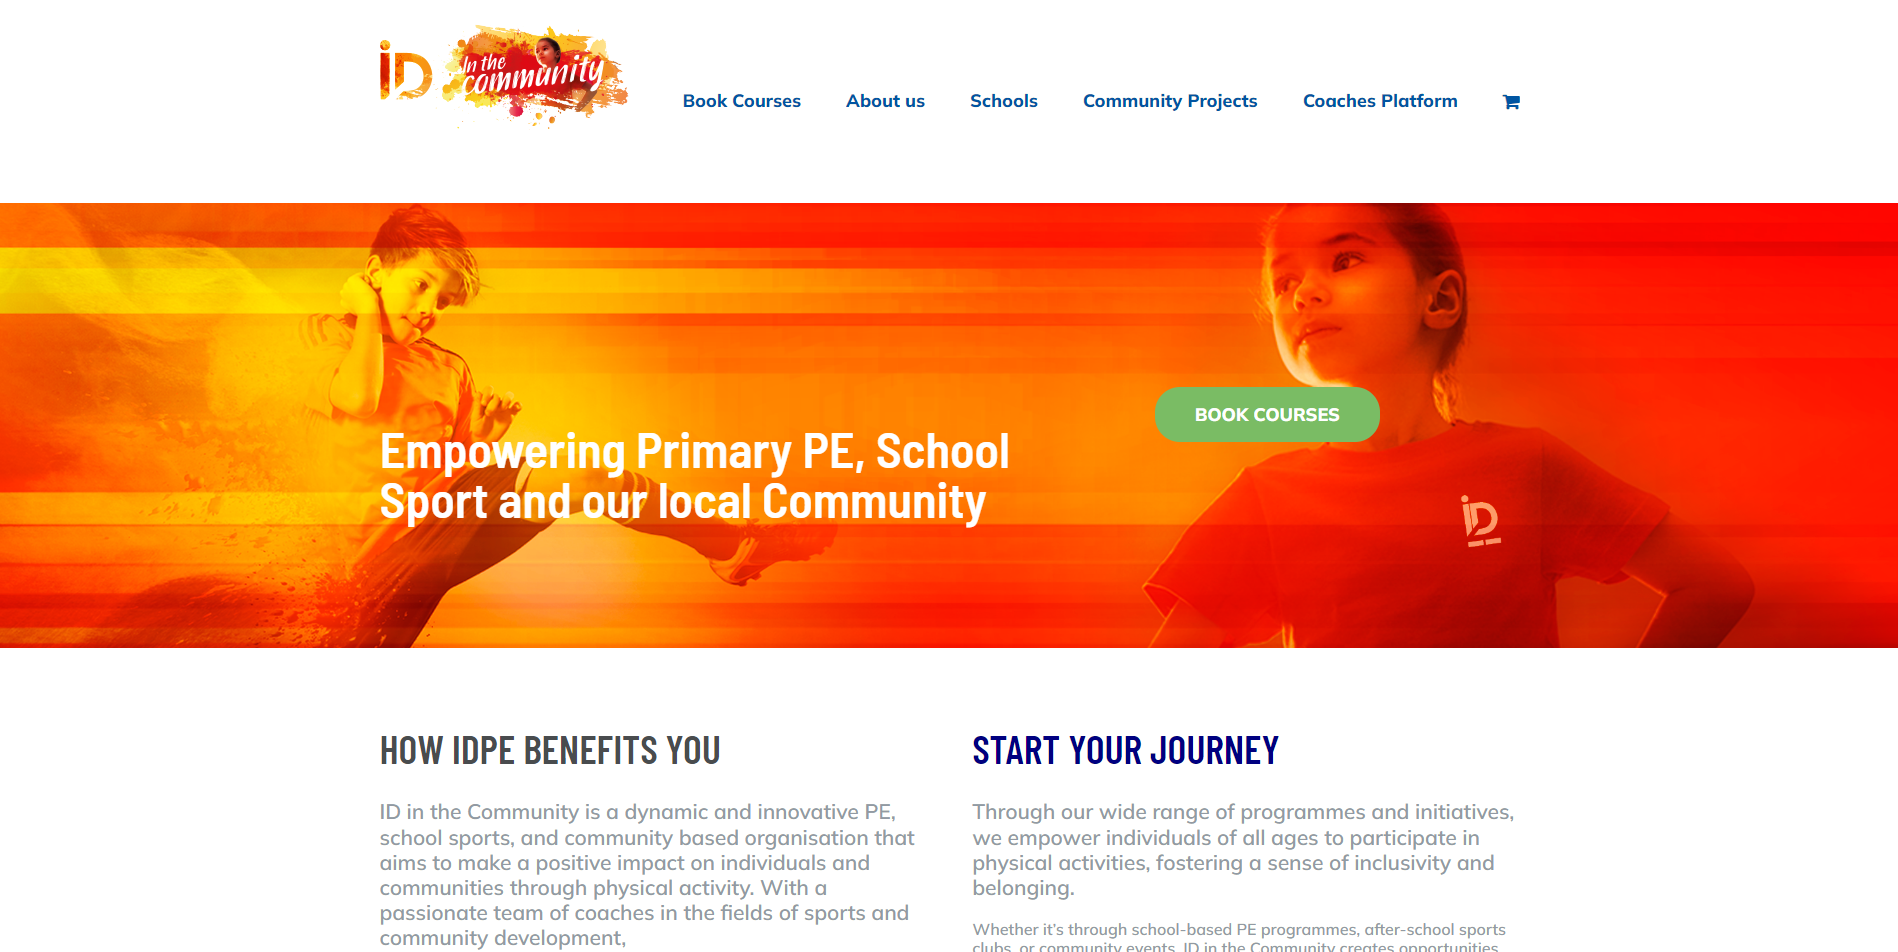 iD
In the
community
Book Courses
About us
Schools
Community Projects
Coaches Platform
BOOK COURSES
Empowering Primary PE, School
Sport and our local Community
iD
HOW IDPE BENEFITS YOU
ID in the Community is a dynamic and innovative PE,
school sports, and community based organisation that
aims to make a positive impact on individuals and
communities through physical activity. With a
passionate team of coaches in the fields of sports and
community development,
START YOUR JOURNEY
Through our wide range of programmes and initiatives,
we empower individuals of all ages to participate in
physical activities, fostering a sense of inclusivity and
belonging.
Whether it’s through school-based PE programmes, after-school sports
clubs, or community events, ID in the Community creates opportunities